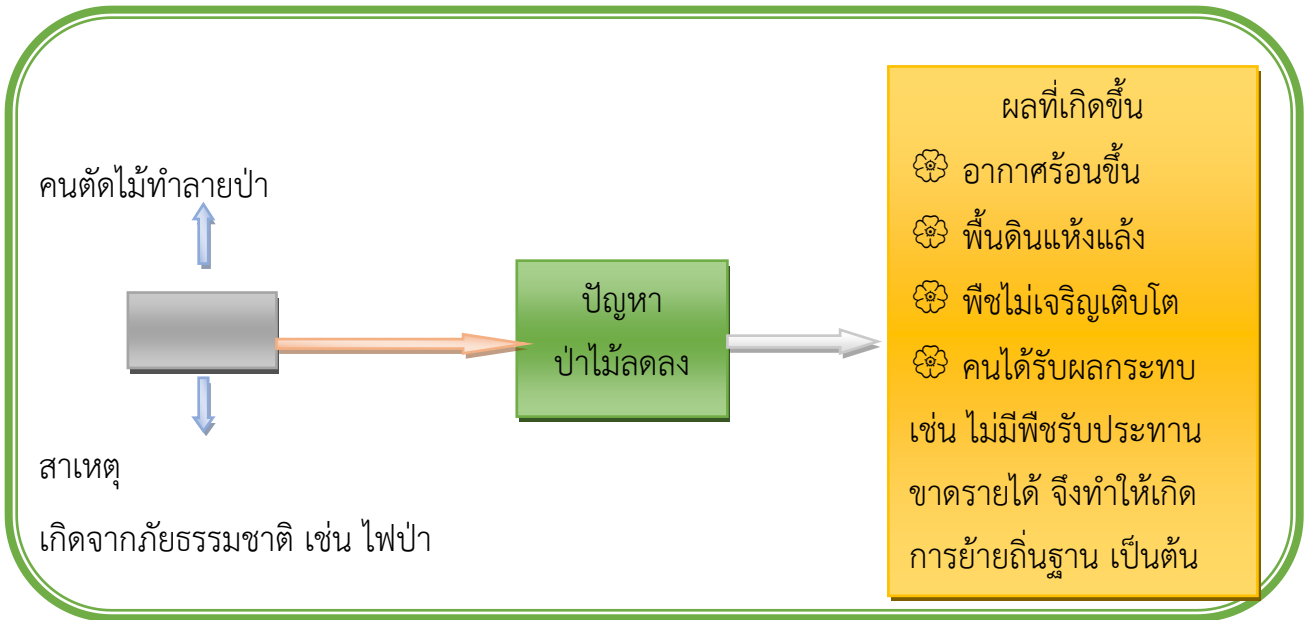 คนตัดไม้ทำลายป่า
สาเหตุ
เกิดจากภัยธรรมชาติ เช่น ไฟป่า
ปัญหา
ป่าไม้ลดลง
ผลที่เกิดขึ้น
อากาศร้อนขึ้น
พื้นดินแห้งแล้ง
พืชไม่เจริญเติบโต
คนได้รับผลกระทบ
เช่น ไม่มีพืชรับประทาน
ขาดรายได้ จึงทำให้เกิด
การย้ายถิ่นฐาน เป็นต้น